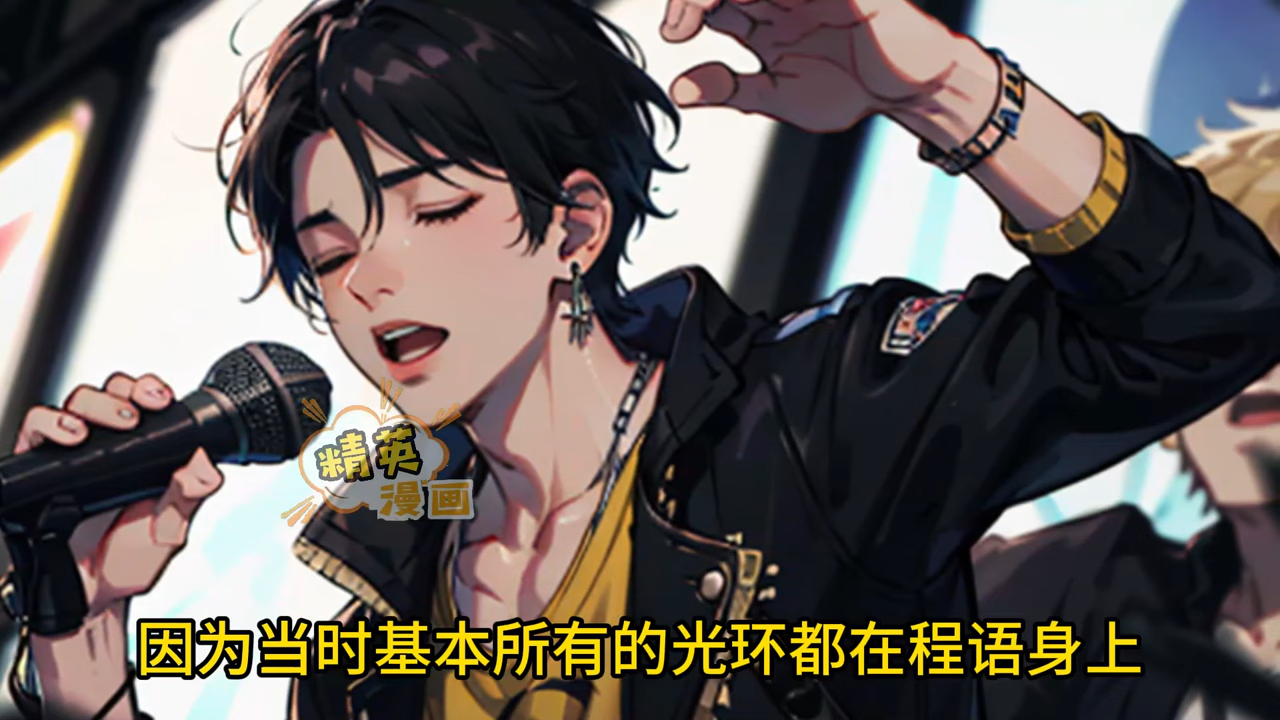 精英
漫画
因为当时基本所有的光环都在程语身上